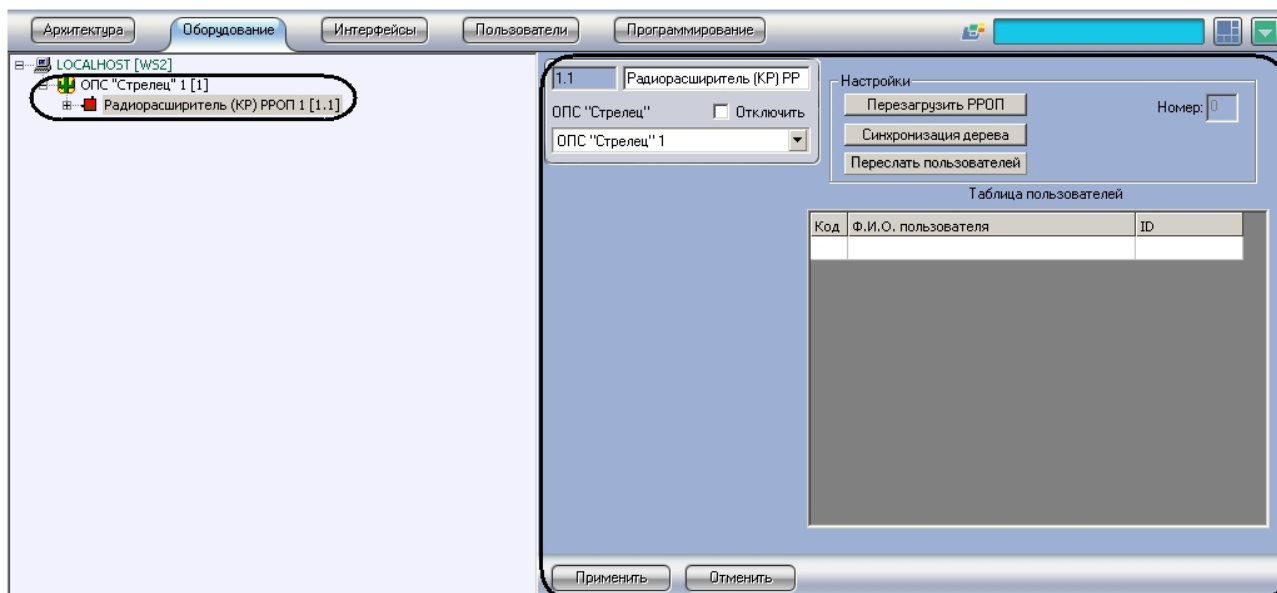 Архитектура Оборудование Интерфейсы Пользователи Программирование
LOCALHOST [WS2]
ОПС "Стрелец" 1 [1]
Радиорасширитель (КР) РРОП 1 [1.1]
1.1 Радиорасширитель (КР) РР
ОПС "Стрелец" Отключить
ОПС "Стрелец" 1
Настройки
Перезагрузить РРОП Номер: 0
Синхронизация дерева
Переслать пользователей
Таблица пользователей
Код Ф.И.О. пользователя ID
Применить Отменить